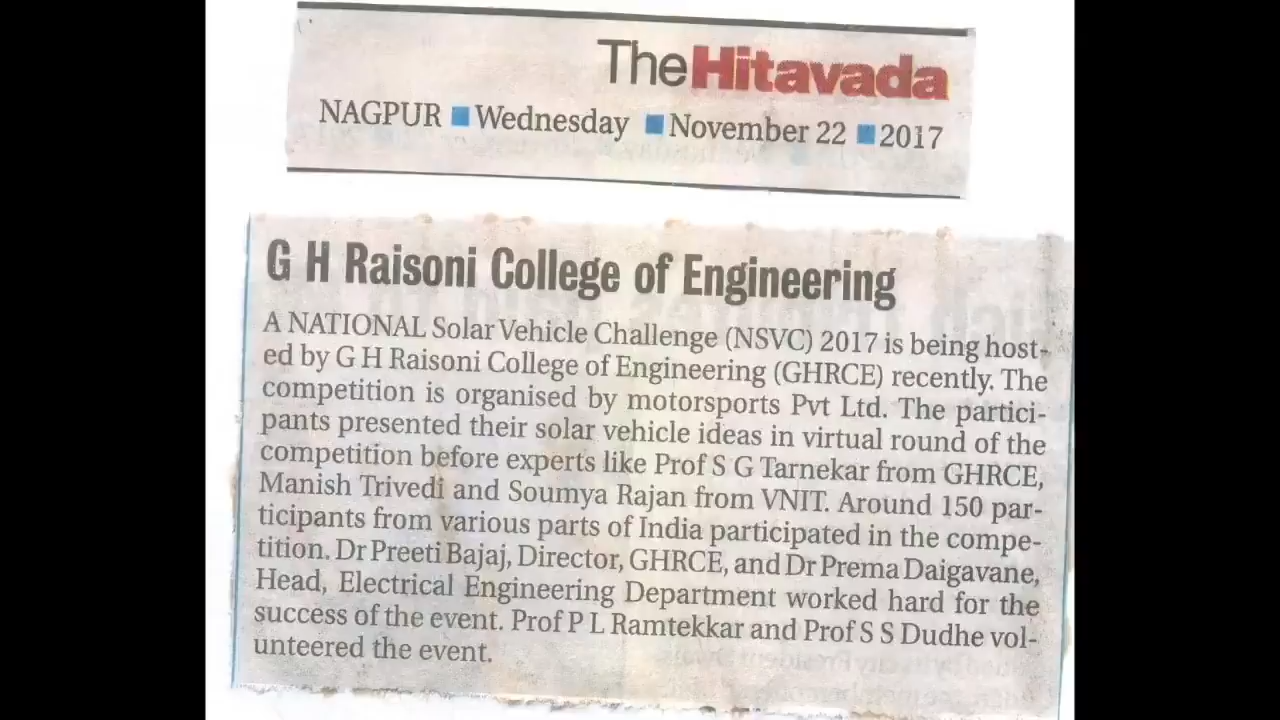 TheHitavada
NAGPUR ■ Wednesday ■ November 22 ■ 2017
G H Raisoni College of Engineering
A NATIONAL Solar Vehicle Challenge (NSVC) 2017 is being host-
ed by G H Raisoni College of Engineering (GHRCE) recently. The
competition is organised by motorsports Pvt Ltd. The partici-
pants presented their solar vehicle ideas in virtual round of the
competition before experts like Prof S G Tarnekar from GHRCE,
Manish Trivedi and Soumya Rajan from VNIT. Around 150 par-
ticipants from various parts of India participated in the compe-
tition. Dr Preeti Bajaj, Director, GHRCE, and Dr Prema Daigavane,
Head, Electrical Engineering Department worked hard for the
success of the event. Prof P L Ramtekkar and Prof S S Dudhe vol-
unteered the event.